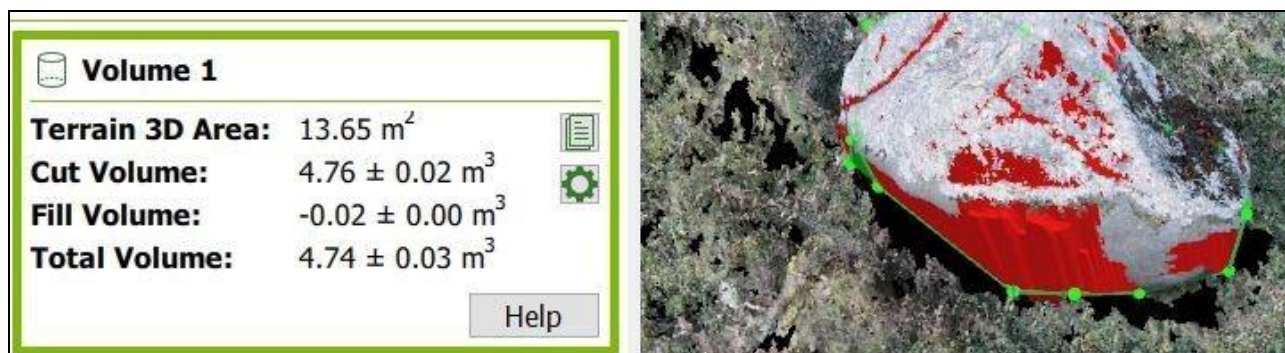 Volume 1
Terrain 3D Area: 13.65 m²
Cut Volume: 4.76 ± 0.02 m³
Fill Volume: -0.02 ± 0.00 m³
Total Volume: 4.74 ± 0.03 m³
Help